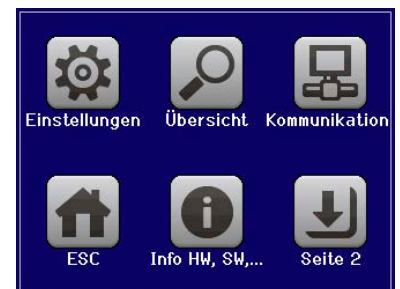 Einstellungen Übersicht Kommunikation
ESC Info HW, SW,... Seite 2